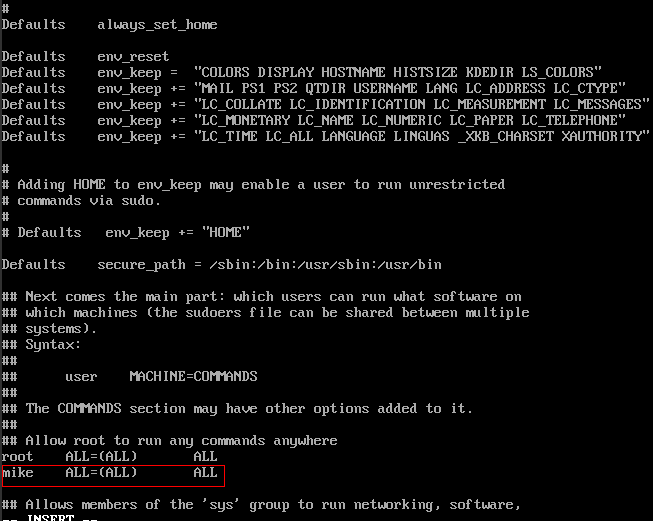 #
Defaults    always_set_home

Defaults    env_reset
Defaults    env_keep =  "COLORS DISPLAY HOSTNAME HISTSIZE KDEDIR LS_COLORS"
Defaults    env_keep += "MAIL PS1 PS2 QTDIR USERNAME LANG LC_ADDRESS LC_CTYPE"
Defaults    env_keep += "LC_COLLATE LC_IDENTIFICATION LC_MEASUREMENT LC_MESSAGES"
Defaults    env_keep += "LC_MONETARY LC_NAME LC_NUMERIC LC_PAPER LC_TELEPHONE"
Defaults    env_keep += "LC_TIME LC_ALL LANGUAGE LINGUAS _XKB_CHARSET XAUTHORITY"

#
# Adding HOME to env_keep may enable a user to run unrestricted
# commands via sudo.
#
# Defaults   env_keep += "HOME"

Defaults    secure_path = /sbin:/bin:/usr/sbin:/usr/bin

## Next comes the main part: which users can run what software on
## which machines (the sudoers file can be shared between multiple
## systems).
## Syntax:
##
##      user    MACHINE=COMMANDS
##
## The COMMANDS section may have other options added to it.
##
## Allow root to run any commands anywhere
root    ALL=(ALL)       ALL
mike    ALL=(ALL)       ALL

## Allows members of the 'sys' group to run networking, software,
-- INSERT --